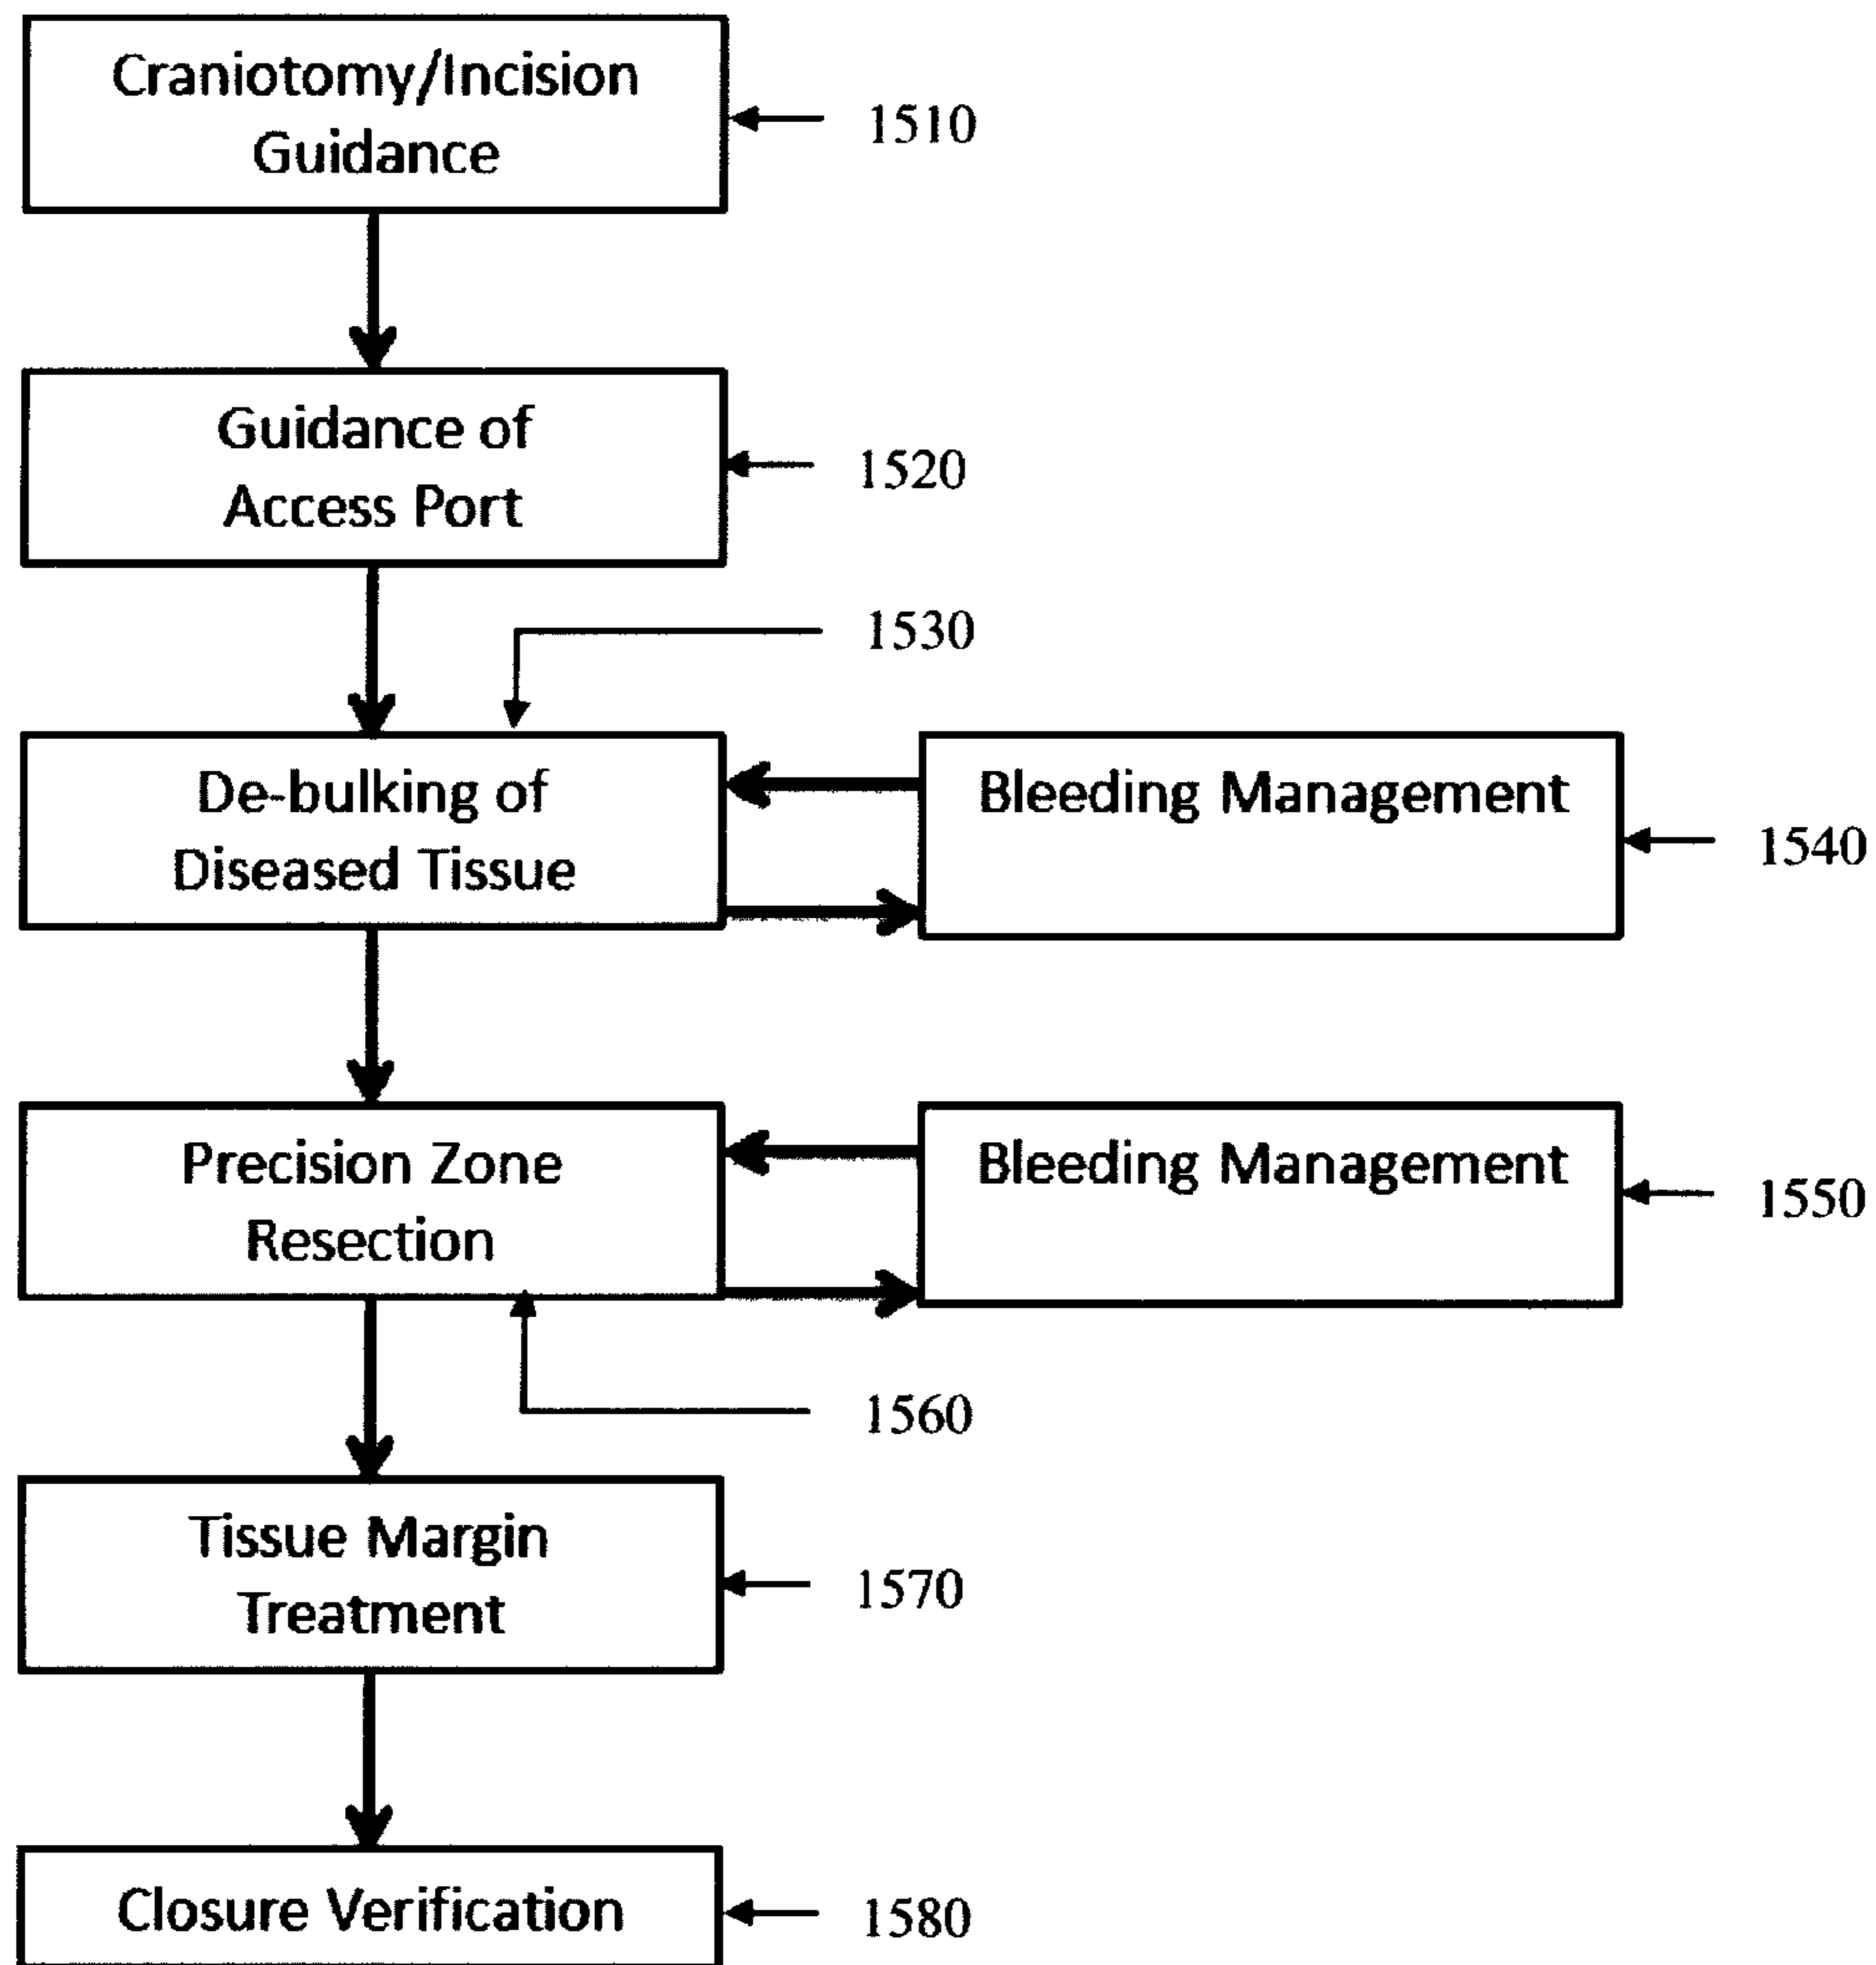 Craniotomy/Incision
Guidance
1510
Guidance of
Access Port
1520
1530
De-bulking of
Diseased Tissue
Bleeding Management
1540
Precision Zone
Resection
Bleeding Management
1550
1560
Tissue Margin
Treatment
1570
Closure Verification
1580